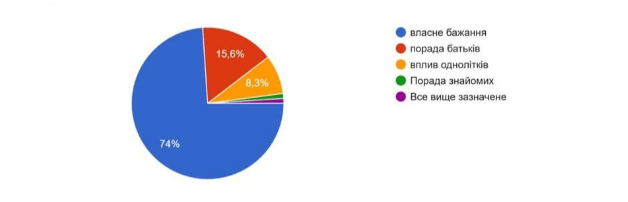 15,6%
8,3%
74%
власне бажання
порада батьків
вплив однолітків
Порада знайомих
Все вище зазначене